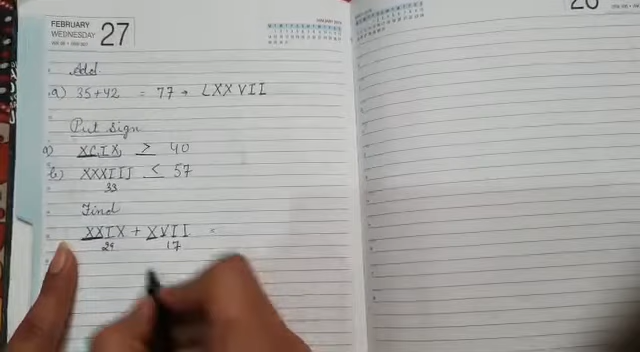 FEBRUARY
WEDNESDAY
27
Add
a) 35+42 = 77 → LXXVII
Put Sign
a) XCIX > 40
b) XXXIII < 57
33
Find
XXIX + XVII =
29 17